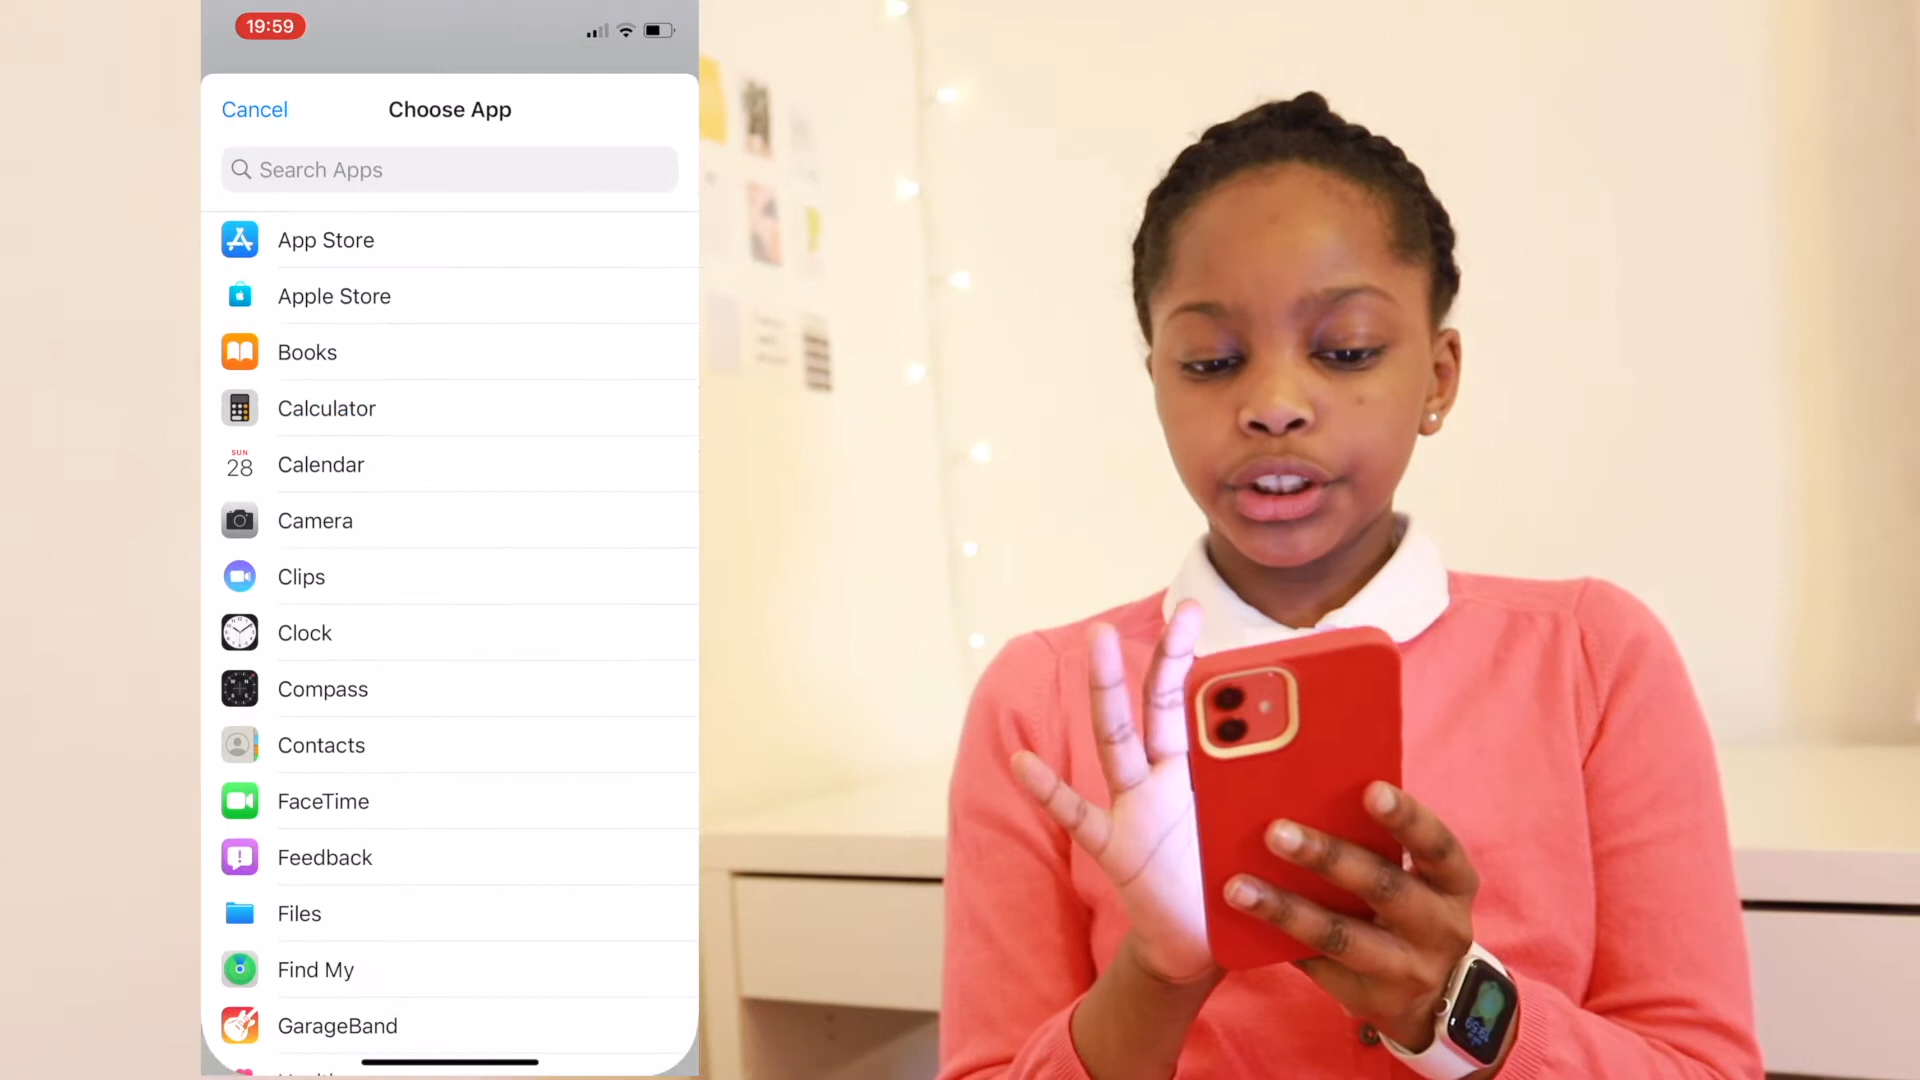 19:59
Cancel
Choose App
Search Apps
App Store
Apple Store
Books
Calculator
SUN
28
Calendar
Camera
Clips
Clock
Compass
Contacts
FaceTime
Feedback
Files
Find My
GarageBand